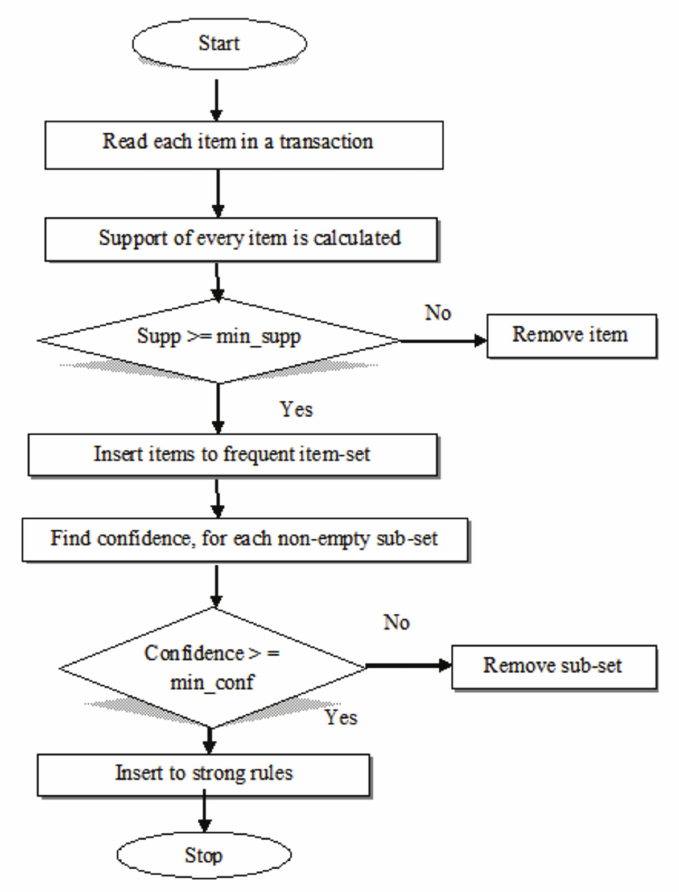 Start
Read each item in a transaction
Support of every item is calculated
Supp >= min_supp
No
Remove item
Yes
Insert items to frequent item-set
Find confidence, for each non-empty sub-set
No
Confidence > =
min_conf
Remove sub-set
Yes
Insert to strong rules
Stop